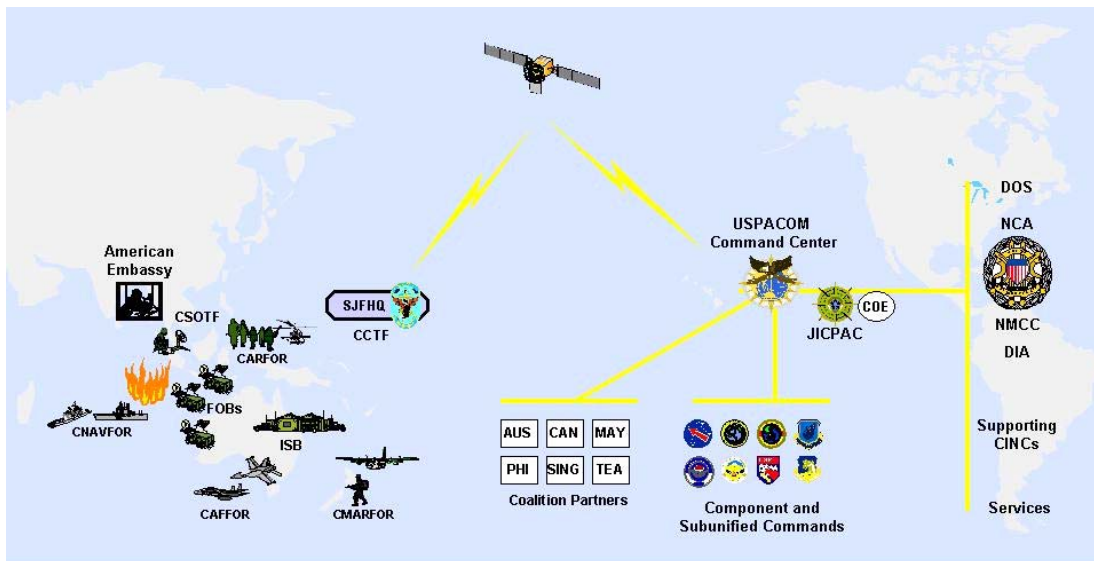 American
Embassy
CSOTF
CARFOR
FOBs
CNAVFOR
ISB
CAFFOR
CMARFOR
SJFHQ
CCTF
USPACOM
Command Center
JICPAC
COE
AUS CAN MAY
PHI SING TEA
Coalition Partners
Component and
Subunified Commands
DOS
NCA
NMCC
DIA
Supporting
CINCs
Services